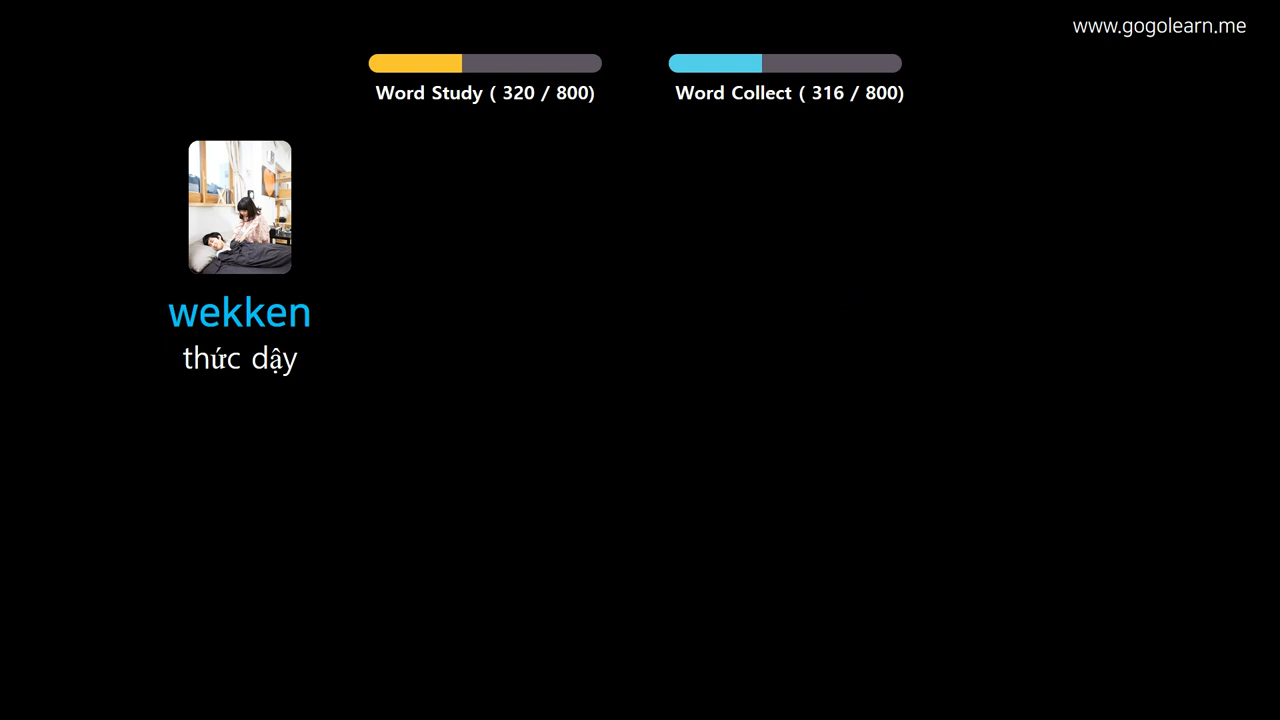 www.gogolearn.me
Word Study ( 320 / 800)
Word Collect ( 316 / 800)
wekken
thức dậy